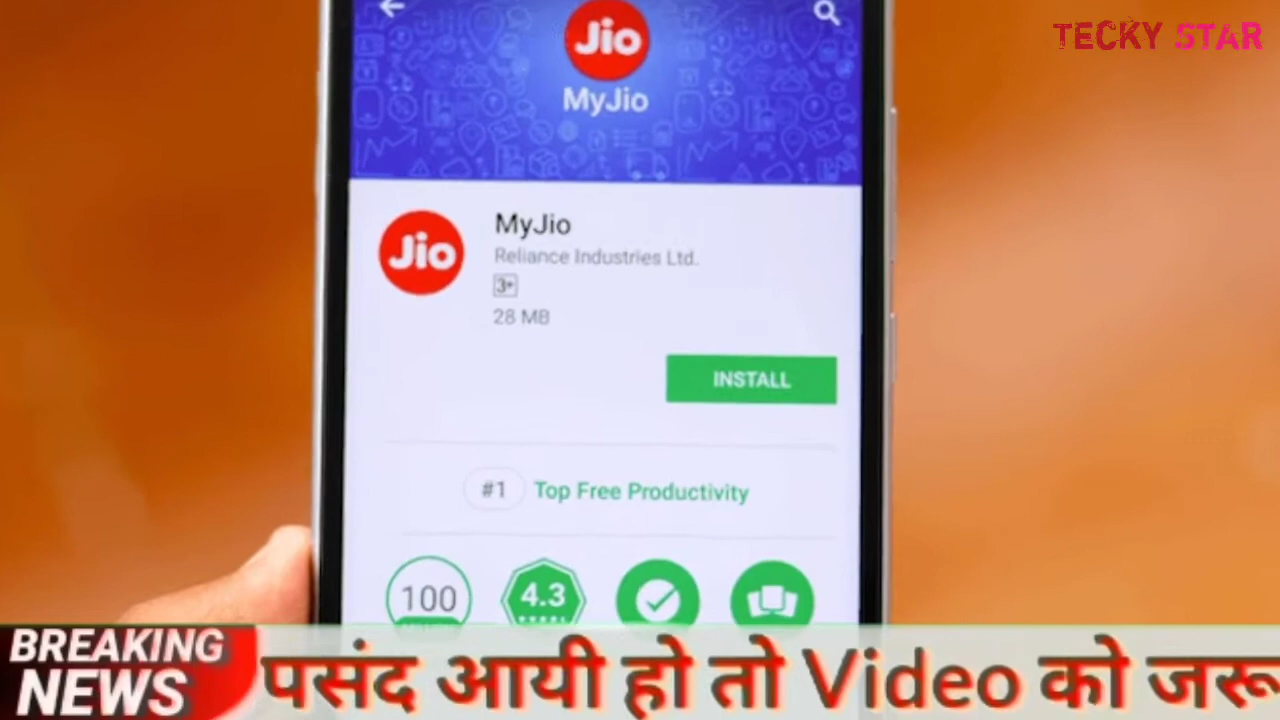 TECKY STAR
Jio
MyJio
Jio
MyJio
Reliance Industries Ltd.
3+
28 MB
INSTALL
#1 Top Free Productivity
100
4.3
BREAKING
NEWS
पसंद आयी हो तो Video को